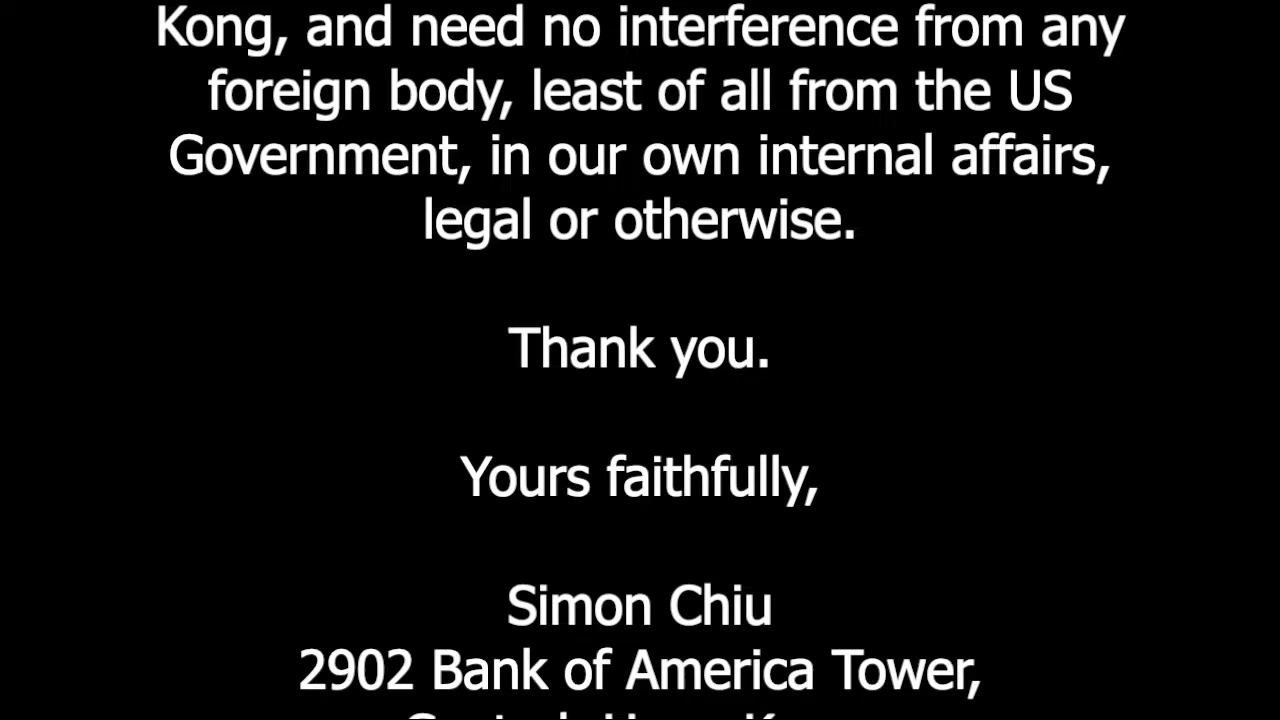 Kong, and need no interference from any
foreign body, least of all from the US
Government, in our own internal affairs,
legal or otherwise.
Thank you.
Yours faithfully,
Simon Chiu
2902 Bank of America Tower,